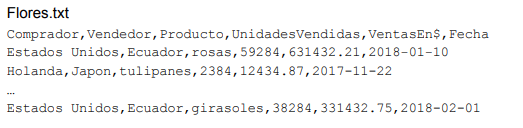 Flores.txt
Comprador,Vendedor,Producto,UnidadesVendidas,VentasEn$,Fecha
Estados Unidos,Ecuador,rosas,59284,631432.21,2018-01-10
Holanda,Japon,tulipanes,2384,12434.87,2017-11-22
…
Estados Unidos,Ecuador,girasoles,38284,331432.75,2018-02-01